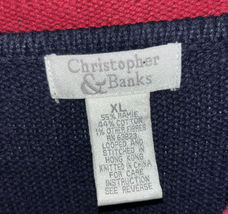 Christopher
& Banks
XL
55% RAMIE
44% COTTON
1% OTHER FIBRES
RN 63823
LOOPED AND
STITCHED IN
HONG KONG
MADE IN CHINA
FOR CARE
INSTRUCTION
SEE REVERSE